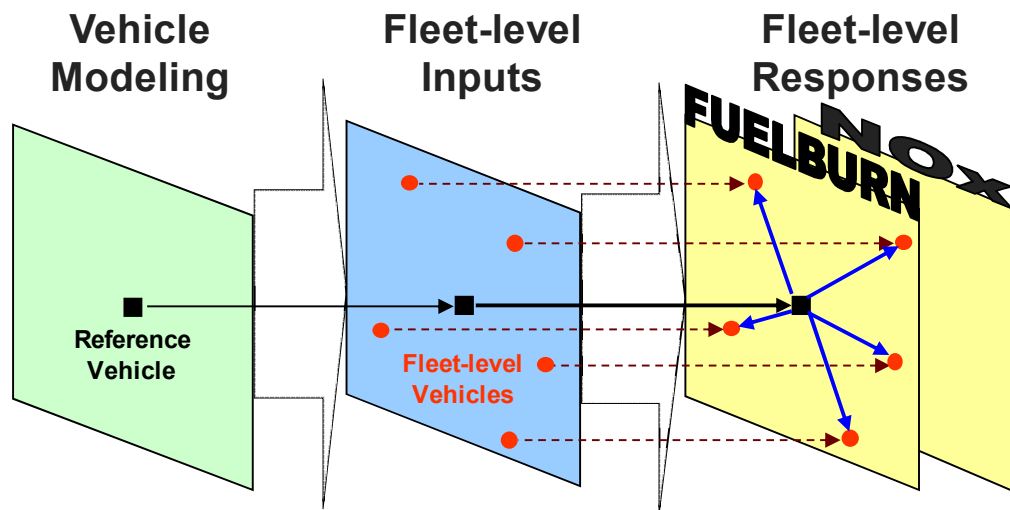 Vehicle
Modeling
Fleet-level
Inputs
Fleet-level
Responses
FUELBURN
NOx
Reference
Vehicle
Fleet-level
Vehicles